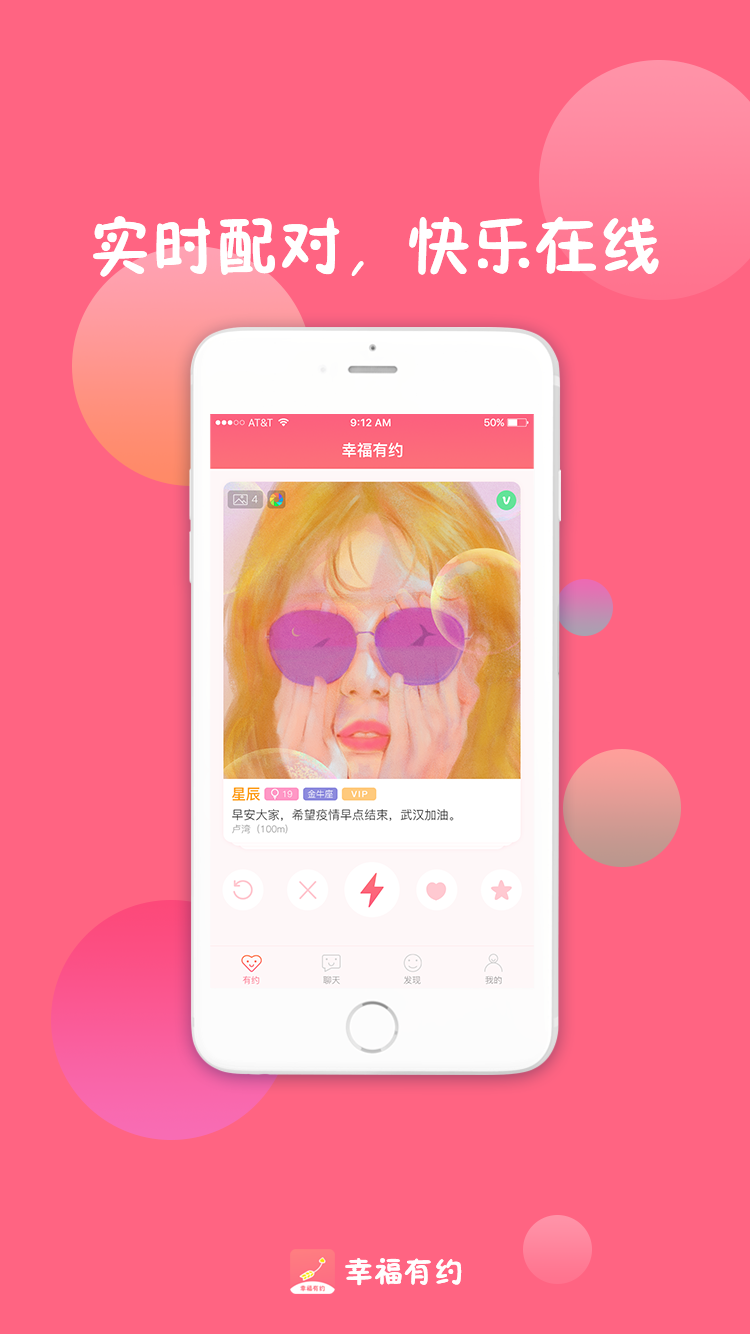 实时配对，快乐在线
AT&T 9:12 AM 50%
幸福有约
4
V
星辰 19 金牛座 VIP
早安大家，希望疫情早点结束，武汉加油。
卢湾（100m）
有约 聊天 发现 我的
幸福有约
幸福有约